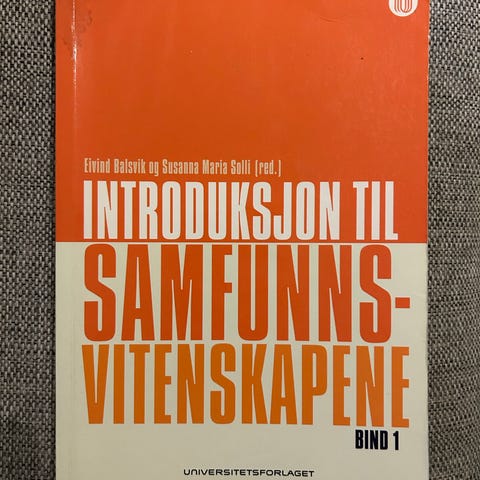 Eivind Balsvik og Susanna Maria Solli (red.)
INTRODUKSJON TIL
SAMFUNNS-
VITENSKAPENE
BIND 1
UNIVERSITETSFORLAGET